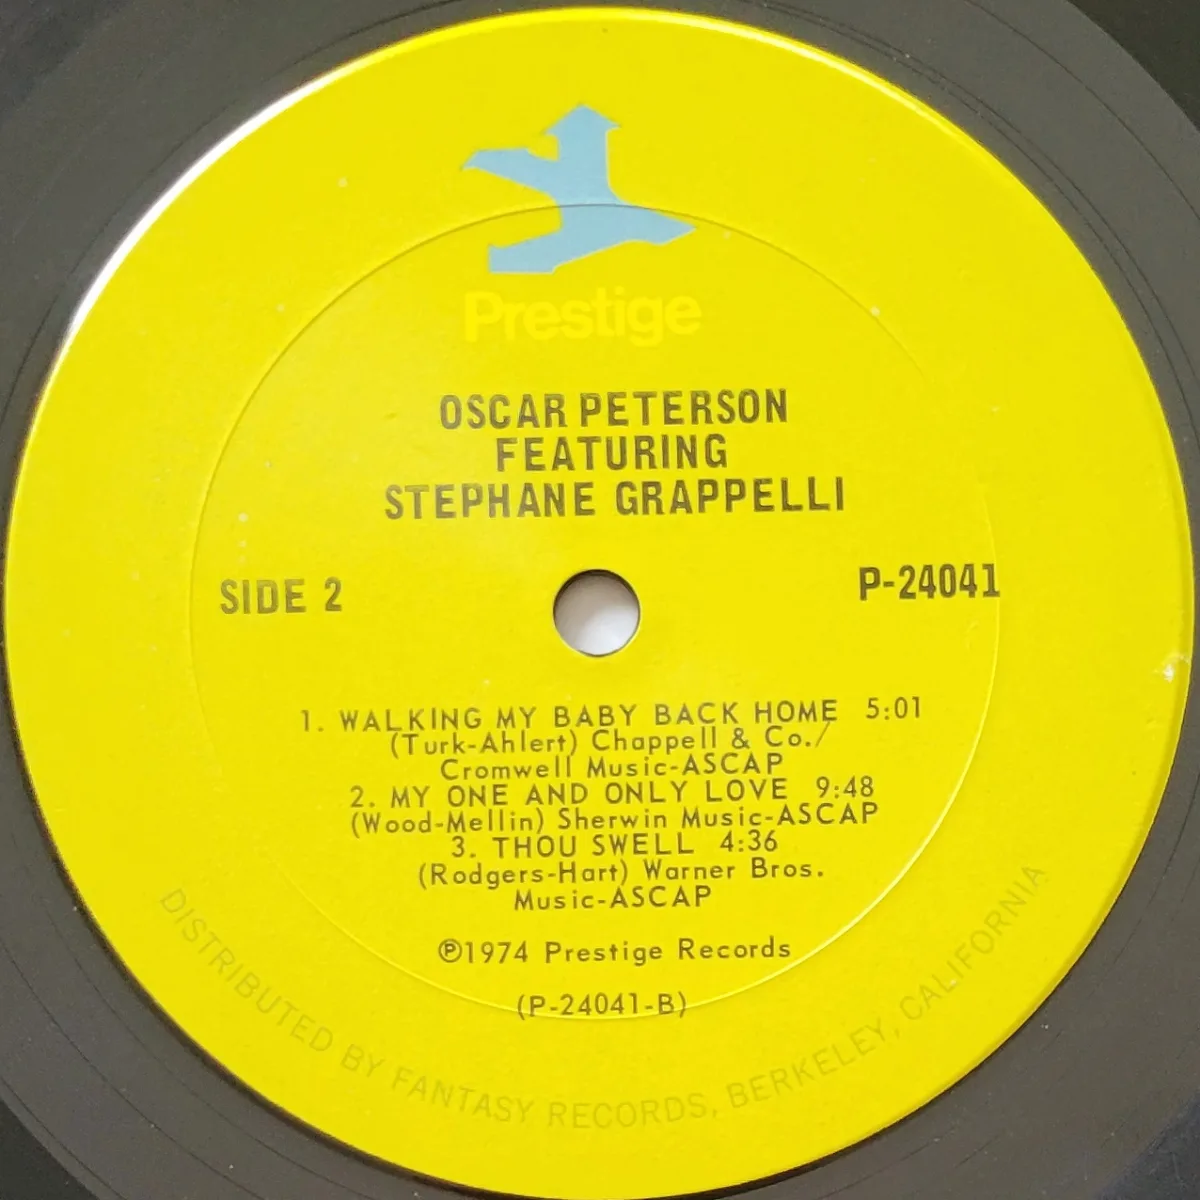 Prestige
OSCAR PETERSON
FEATURING
STEPHANE GRAPPELLI
SIDE 2
P-24041
1. WALKING MY BABY BACK HOME 5:01
(Turk-Ahlert) Chappell & Co./
Cromwell Music-ASCAP
2. MY ONE AND ONLY LOVE 9:48
(Wood-Mellin) Sherwin Music-ASCAP
3. THOU SWELL 4:36
(Rodgers-Hart) Warner Bros.
Music-ASCAP
℗1974 Prestige Records
(P-24041-B)
DISTRIBUTED BY FANTASY RECORDS, BERKELEY, CALIFORNIA